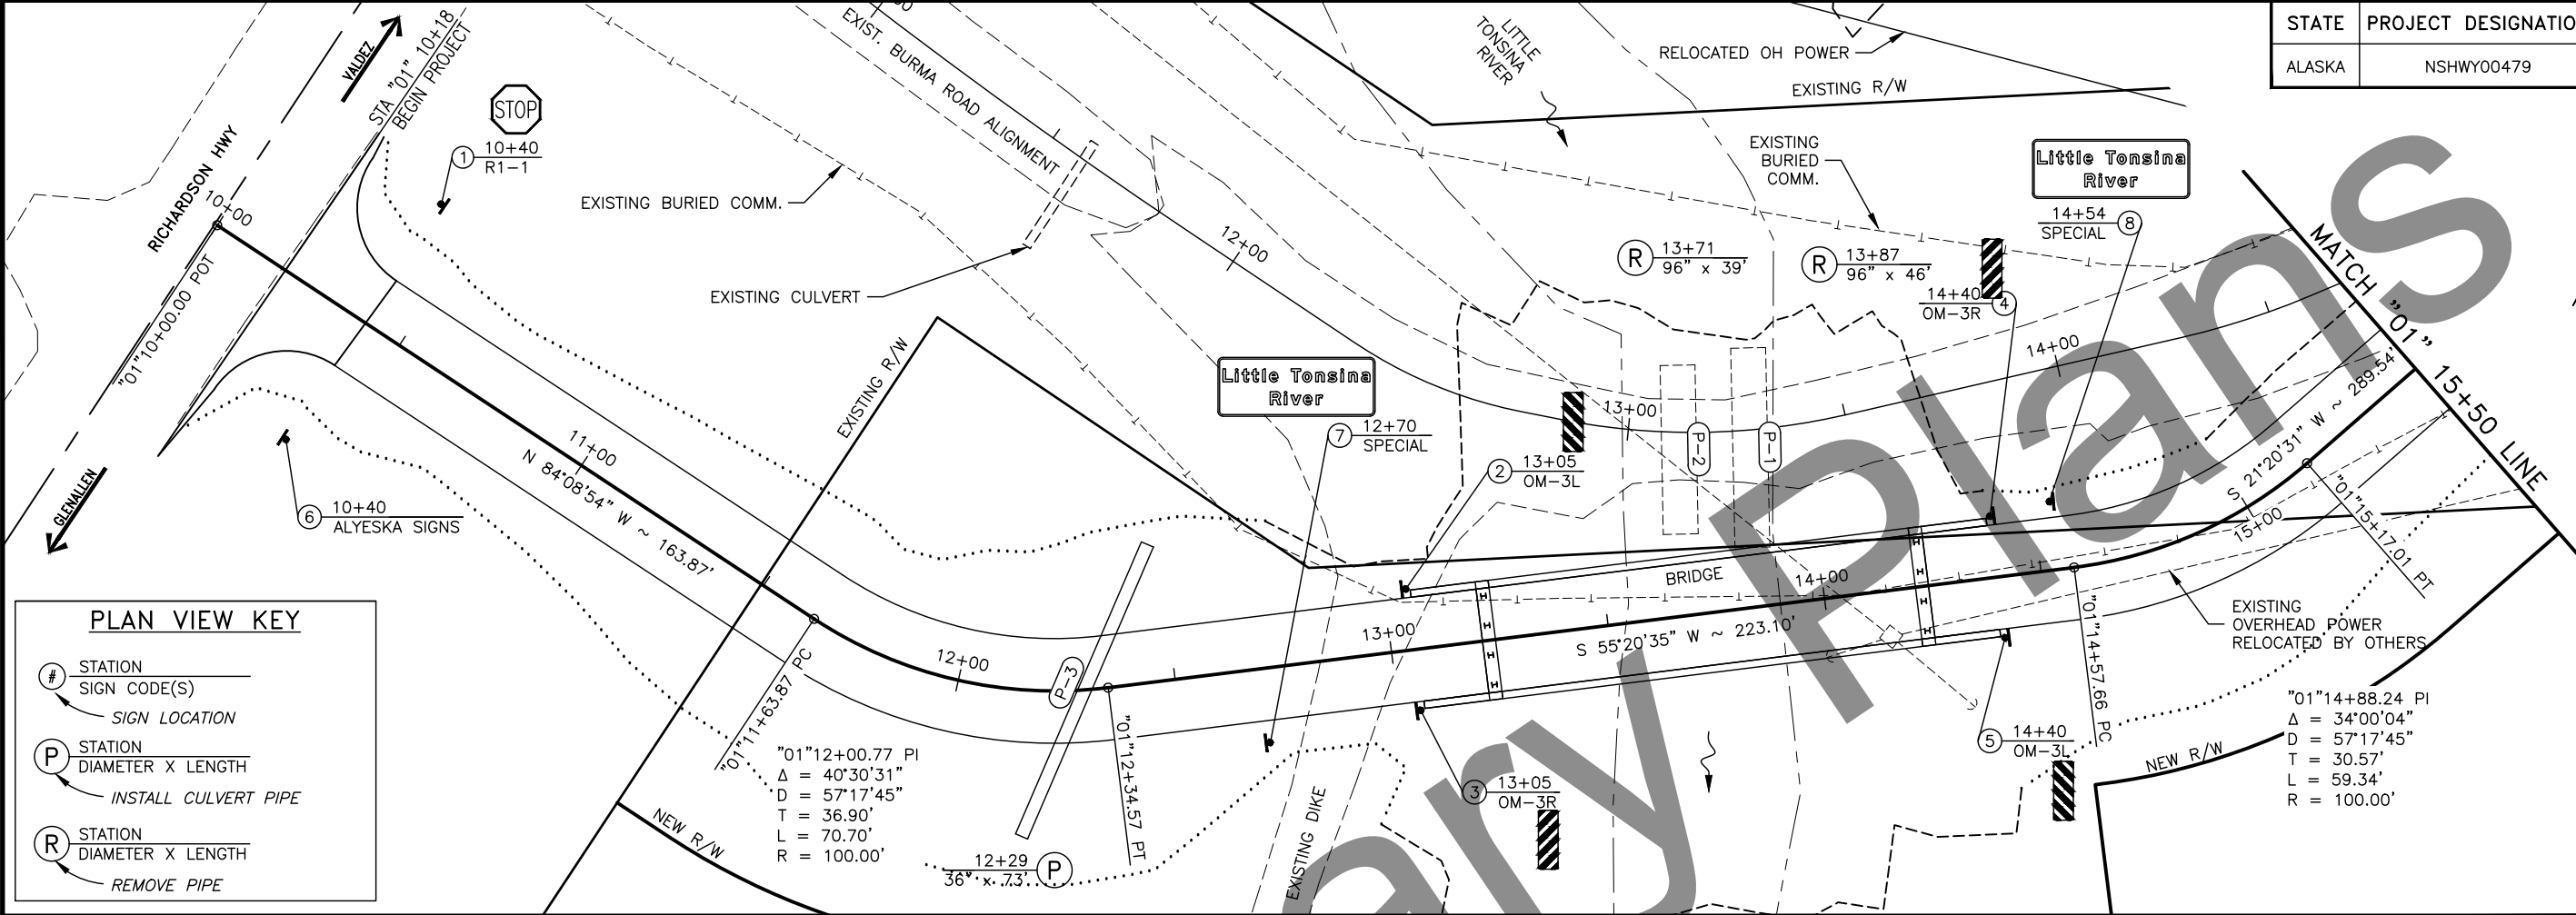 STATE PROJECT DESIGNATIO
ALASKA NSHWY00479
VALDEZ
STA "01" 10+18
BEGIN PROJECT
STOP
1 10+40
R1-1
RICHARDSON HWY
10+00
"01"10+00.00 POT
GLENALLEN
6 10+40
ALYESKA SIGNS
EXIST. BURMA ROAD ALIGNMENT
EXISTING BURIED COMM.
EXISTING CULVERT
12+00
LITTLE
TONSINA
RIVER
RELOCATED OH POWER
EXISTING R/W
EXISTING
BURIED
COMM.
Little Tonsina
River
14+54
SPECIAL 8
R 13+71
96" x 39'
R 13+87
96" x 46'
14+40
OM-3R 4
14+00
MATCH "01" 15+50 LINE
EXISTING R/W
Little Tonsina
River
7 12+70
SPECIAL
2 13+05
OM-3L
13+00
P-2
P-1
11+00
N 84°08'54" W ~ 163.87'
S 21°20'31" W ~ 289.54'
15+00
"01"15+17.01 PT
BRIDGE
14+00
13+00
S 55°20'35" W ~ 223.10'
12+00
P-3
"01"11+63.87 PC
"01"12+34.57 PT
"01"14+57.66 PC
EXISTING
OVERHEAD POWER
RELOCATED BY OTHERS
"01"12+00.77 PI
Δ = 40°30'31"
D = 57°17'45"
T = 36.90'
L = 70.70'
R = 100.00'
"01"14+88.24 PI
Δ = 34°00'04"
D = 57°17'45"
T = 30.57'
L = 59.34'
R = 100.00'
5 14+40
OM-3L
3 13+05
OM-3R
NEW R/W
NEW R/W
EXISTING DIKE
12+29
36" x 73' P
PLAN VIEW KEY
# STATION
SIGN CODE(S)
SIGN LOCATION
P STATION
DIAMETER X LENGTH
INSTALL CULVERT PIPE
R STATION
DIAMETER X LENGTH
REMOVE PIPE
ary Plans